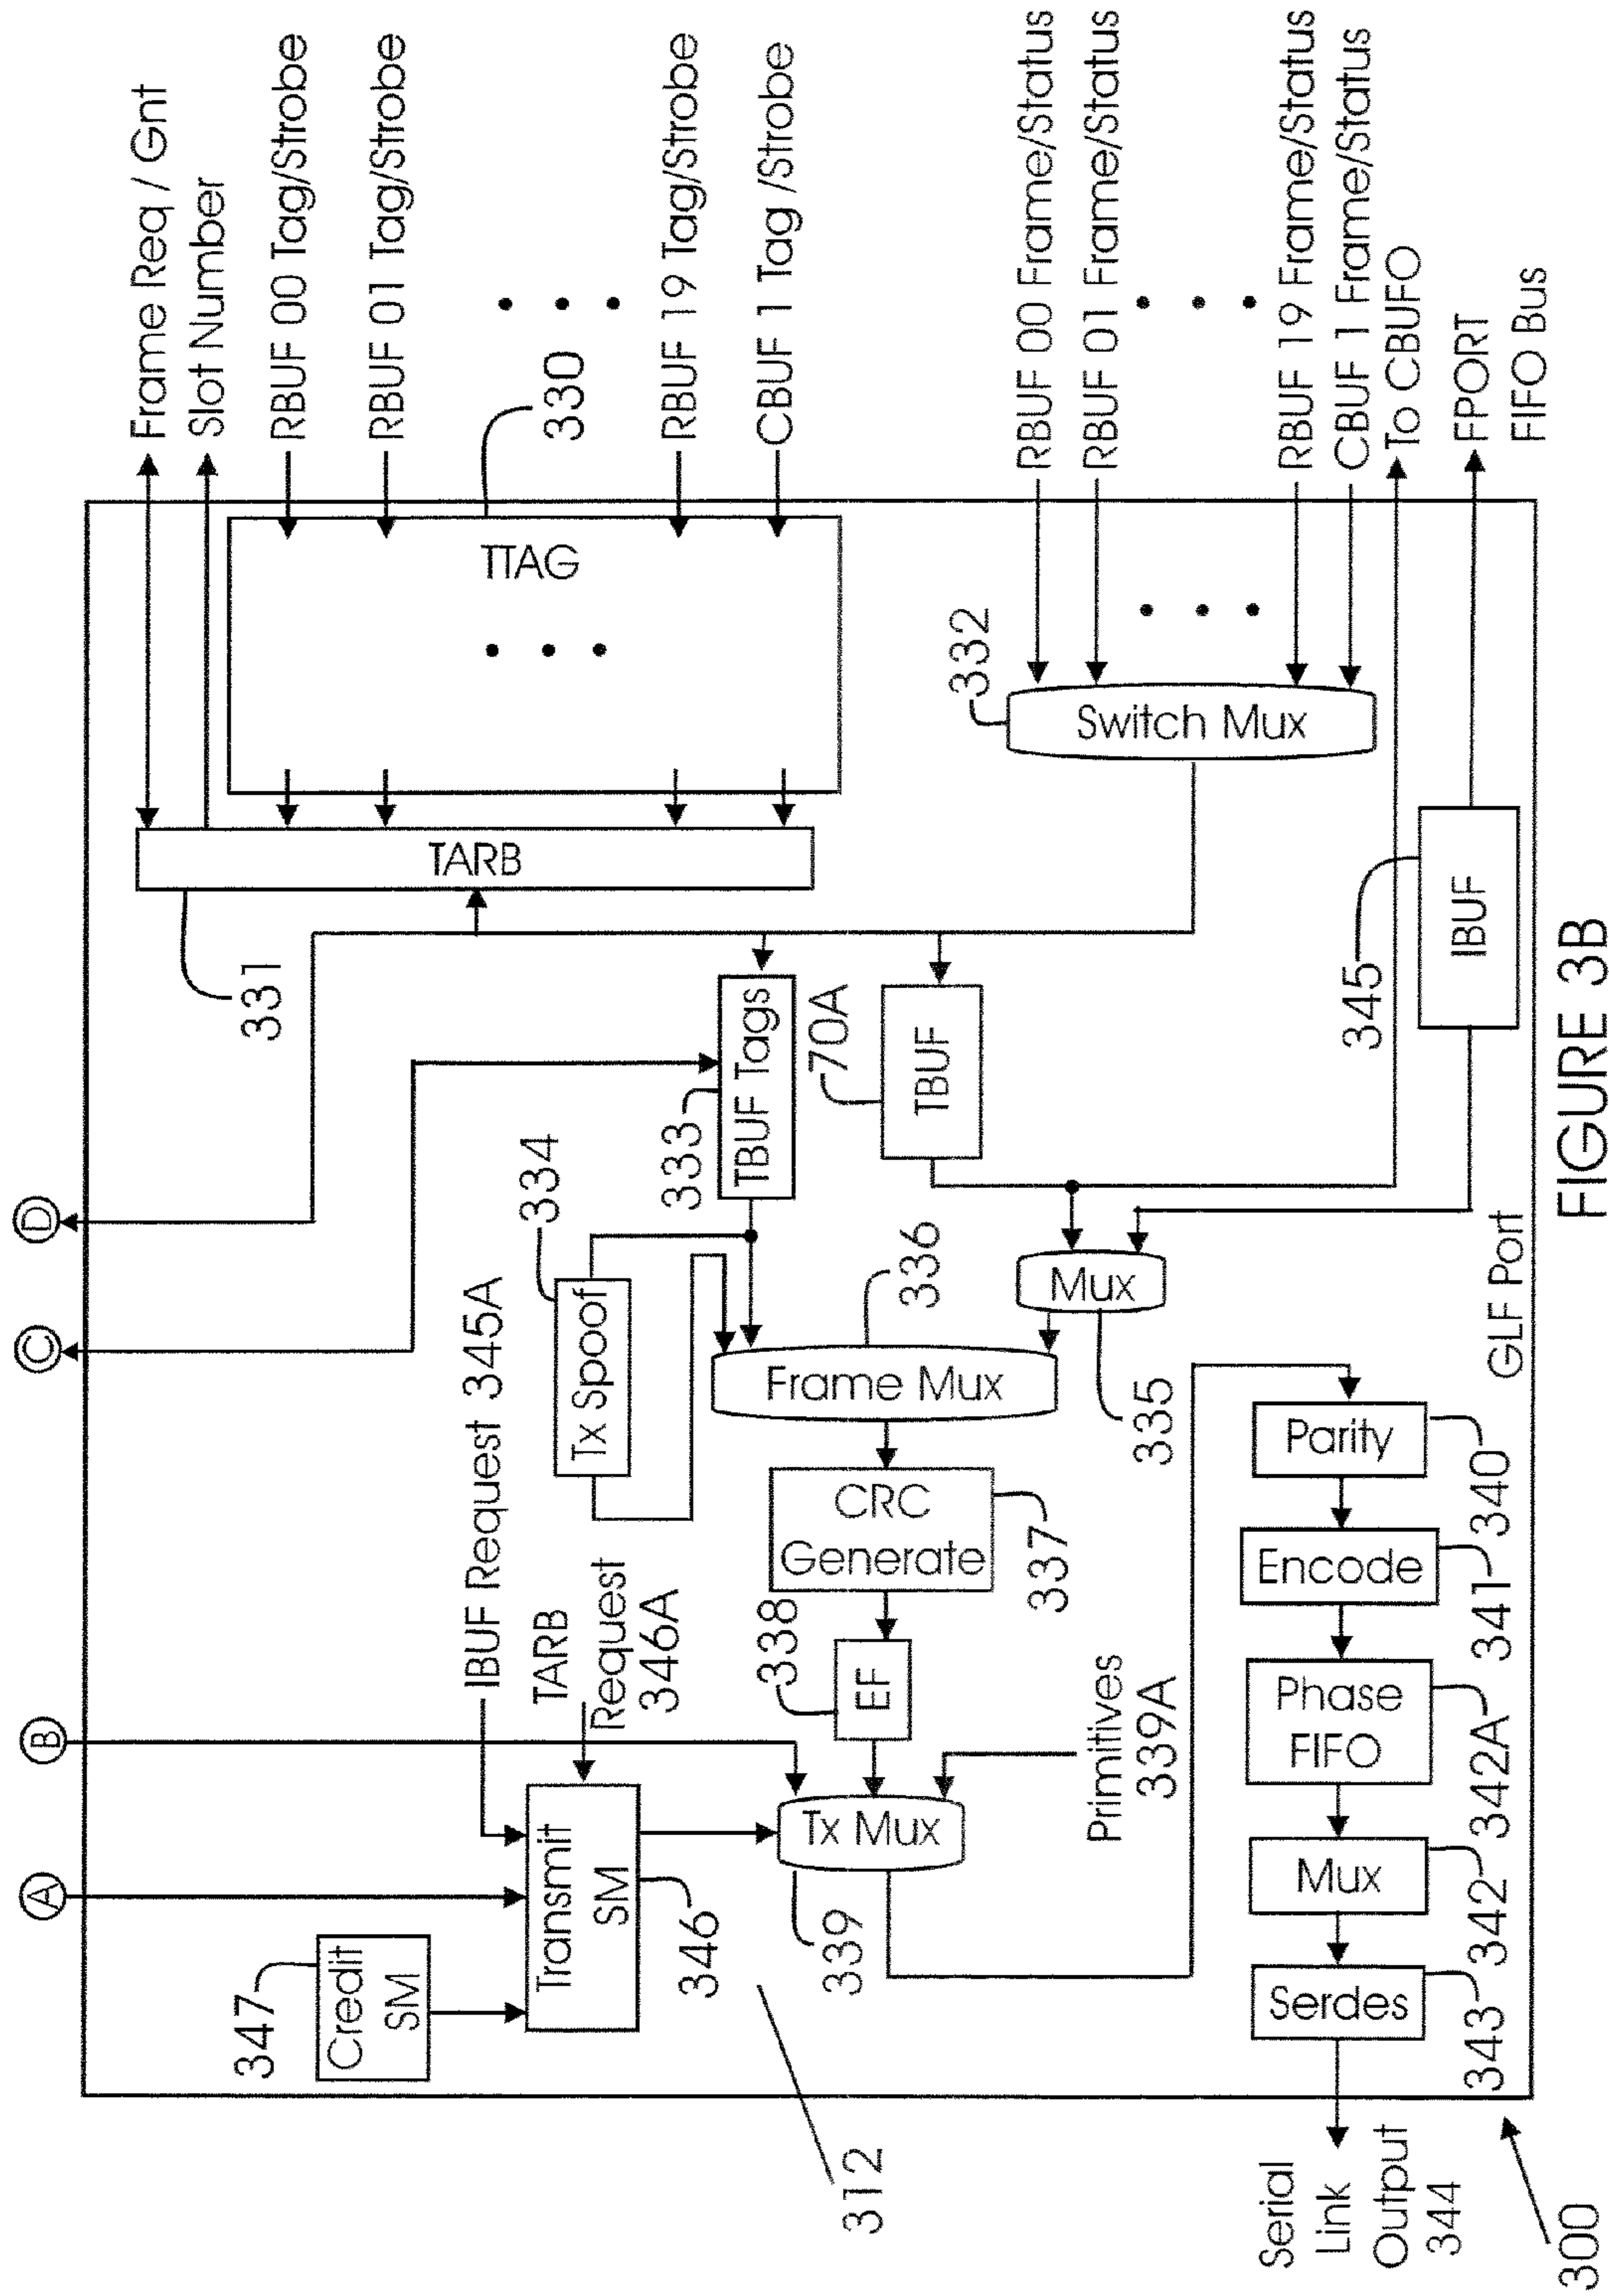 A
B
C
D
347
Credit
SM
Transmit
SM
346
IBUF Request 345A
TARB
Request
346A
334
Tx Spoof
333
TBUF Tags
331
TARB
TTAG
330
Frame Req / Gnt
Slot Number
RBUF 00 Tag/Strobe
RBUF 01 Tag/Strobe
RBUF 19 Tag/Strobe
CBUF 1 Tag /Strobe
312
339
Tx Mux
338
EF
CRC
Generate
337
Frame Mux
336
70A
TBUF
332
Switch Mux
RBUF 00 Frame/Status
RBUF 01 Frame/Status
RBUF 19 Frame/Status
CBUF 1 Frame/Status
To CBUFO
Primitives
339A
335
Mux
345
IBUF
FPORT
FIFO Bus
Serial
Link
Output
344
Serdes
343
Mux
342
Phase
FIFO
342A
Encode
341
Parity
340
GLF Port
300
FIGURE 3B